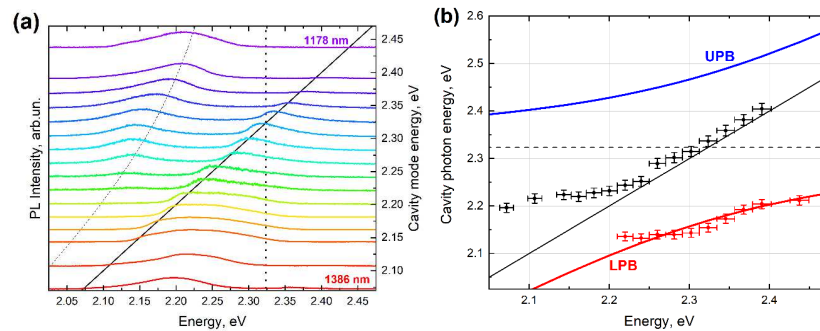 (a)
1178 nm
1386 nm
PL Intensity, arb.un.
2.05 2.10 2.15 2.20 2.25 2.30 2.35 2.40 2.45
Energy, eV
2.45
2.40
2.35
2.30
2.25
2.20
2.15
2.10
Cavity mode energy, eV
(b)
Cavity photon energy, eV
2.6
2.5
2.4
2.3
2.2
2.1
UPB
LPB
2.1 2.2 2.3 2.4
Energy, eV